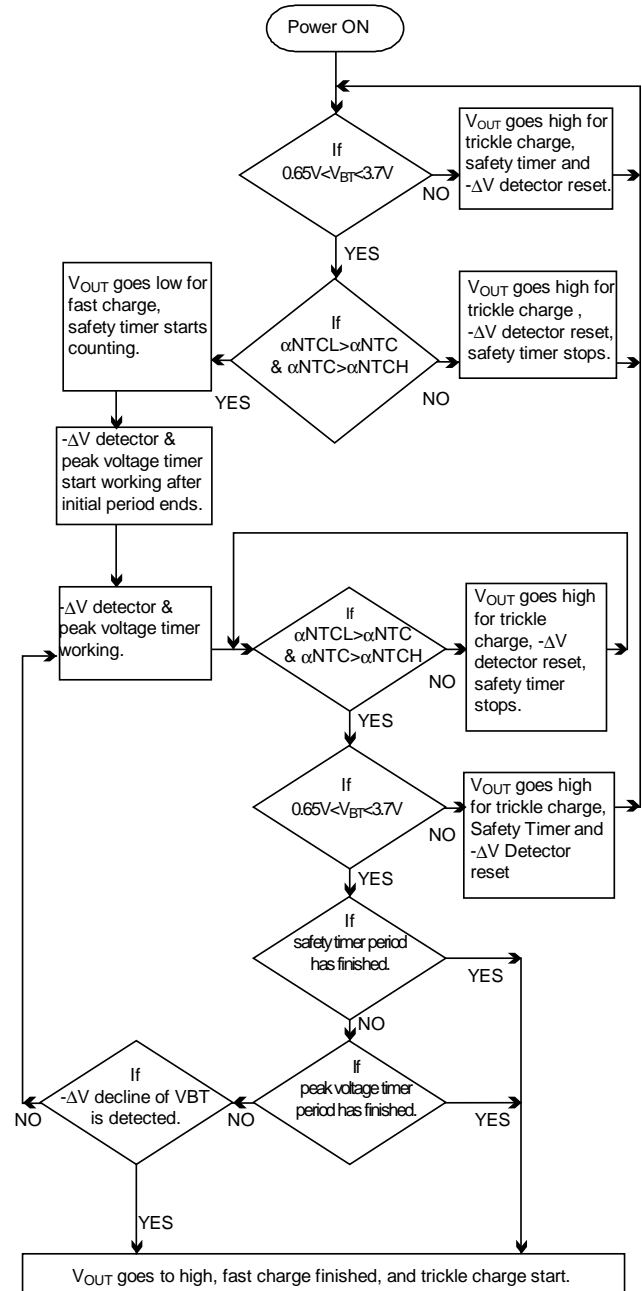 Power ON
If
0.65V<VBT<3.7V
NO
YES
VOUT goes high for
trickle charge,
safety timer and
-ΔV detector reset.
If
αNTCL>αNTC
& αNTC>αNTCH
YES
NO
VOUT goes high for
trickle charge ,
-ΔV detector reset,
safety timer stops.
VOUT goes low for
fast charge,
safety timer starts
counting.
-ΔV detector &
peak voltage timer
start working after
initial period ends.
-ΔV detector &
peak voltage timer
working.
If
αNTCL>αNTC
& αNTC>αNTCH
NO
YES
VOUT goes high
for trickle
charge, -ΔV
detector reset,
safety timer
stops.
If
0.65V<VBT<3.7V
NO
YES
VOUT goes high
for trickle charge,
Safety Timer and
-ΔV Detector
reset
If
safety timer period
has finished.
YES
NO
If
peak voltage timer
period has finished.
YES
NO
If
-ΔV decline of VBT
is detected.
NO
YES
VOUT goes to high, fast charge finished, and trickle charge start.